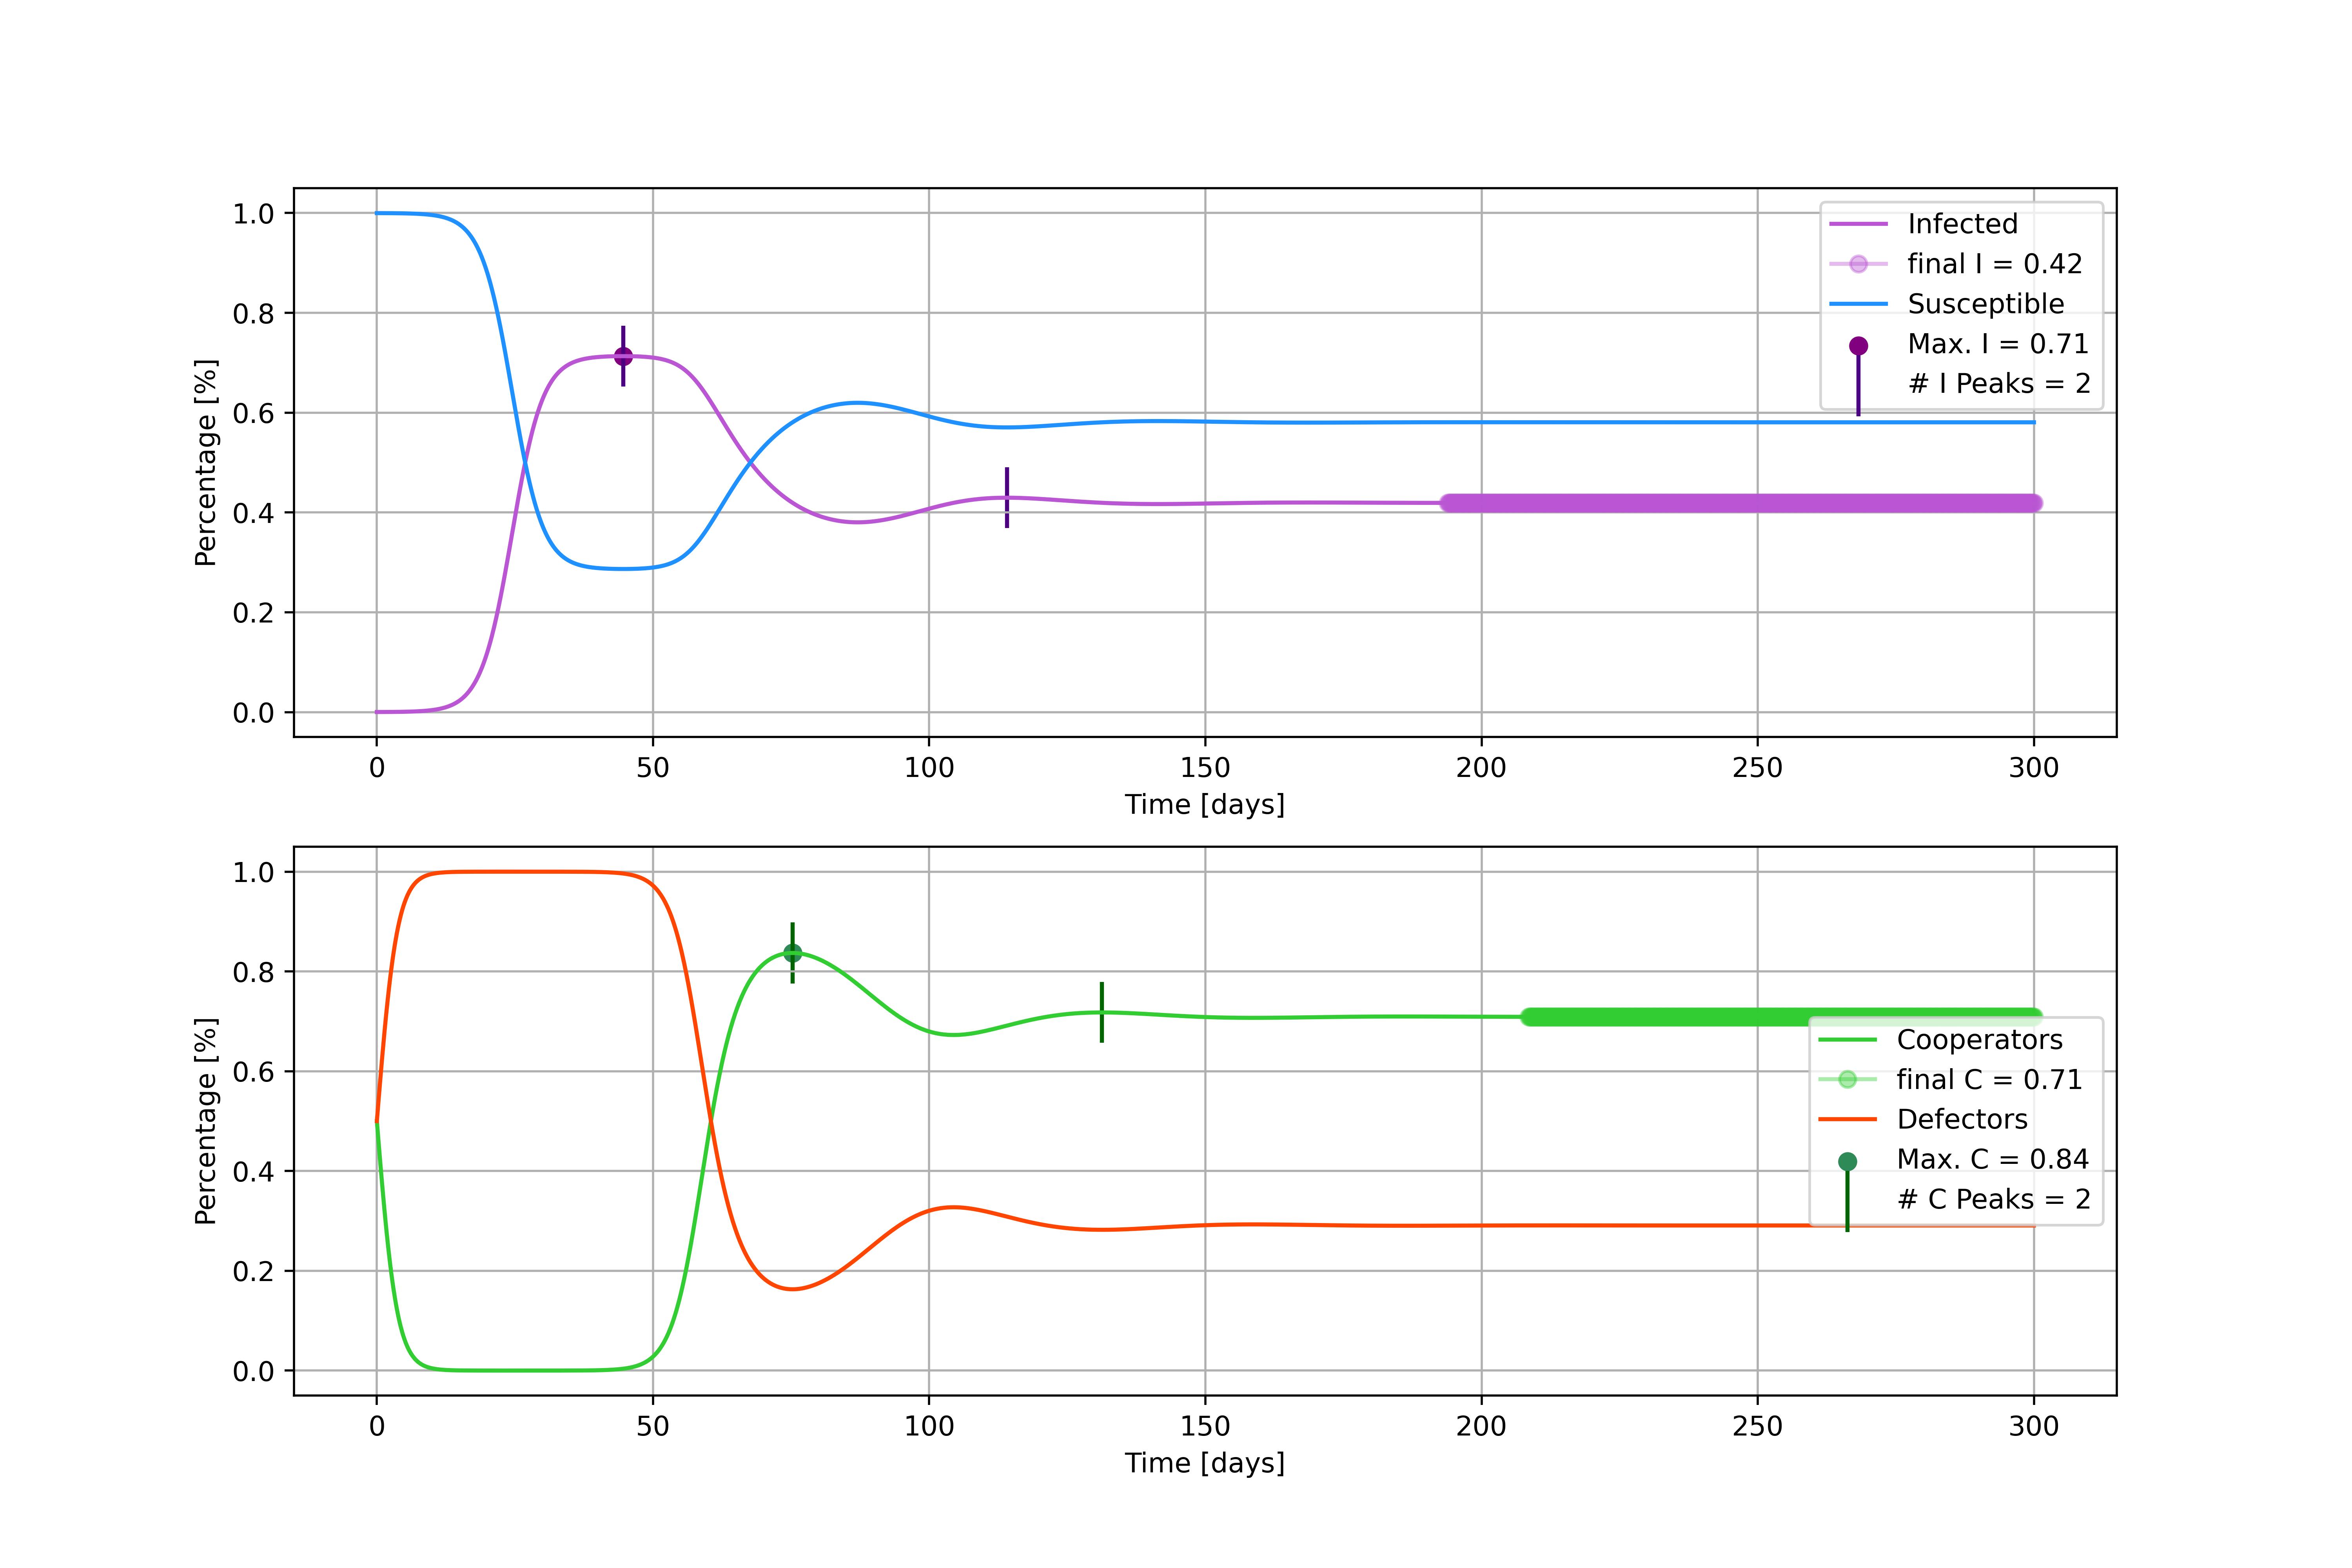 1.0
0.8
0.6
0.4
0.2
0.0
Percentage [%]
0 50 100 150 200 250 300
Time [days]
Infected
final I = 0.42
Susceptible
Max. I = 0.71
# I Peaks = 2
1.0
0.8
0.6
0.4
0.2
0.0
Percentage [%]
0 50 100 150 200 250 300
Time [days]
Cooperators
final C = 0.71
Defectors
Max. C = 0.84
# C Peaks = 2